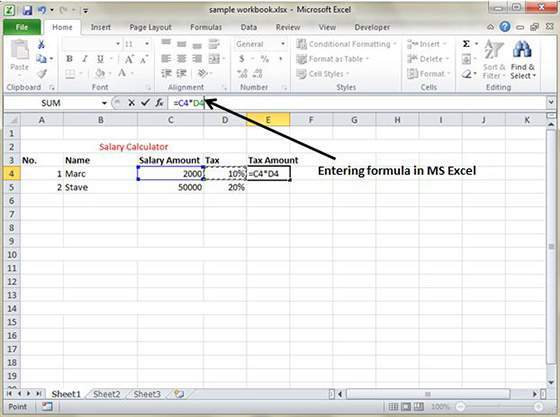 sample workbook.xlsx - Microsoft Excel
File Home Insert Page Layout Formulas Data Review View
Paste
B I U
11
General
$ % ,
Conditional Formatting
Format as Table
Cell Styles
Insert
Delete
Format
Σ
Sort & Filter
Find & Select
Clipboard Font Alignment Number Styles Cells Editing
SUM fx =C4*D4
A B C D E F G H I
1
2 Salary Calculator
3 No. Name Salary Amount Tax Tax Amount
4 1 Marc 2000 10% =C4*D4
Entering formula in MS Excel
5 2 Stave 50000 20%
6
7
8
9
10
11
12
13
14
15
16
17
18
19
Sheet1 Sheet2 Sheet3
Point 100%